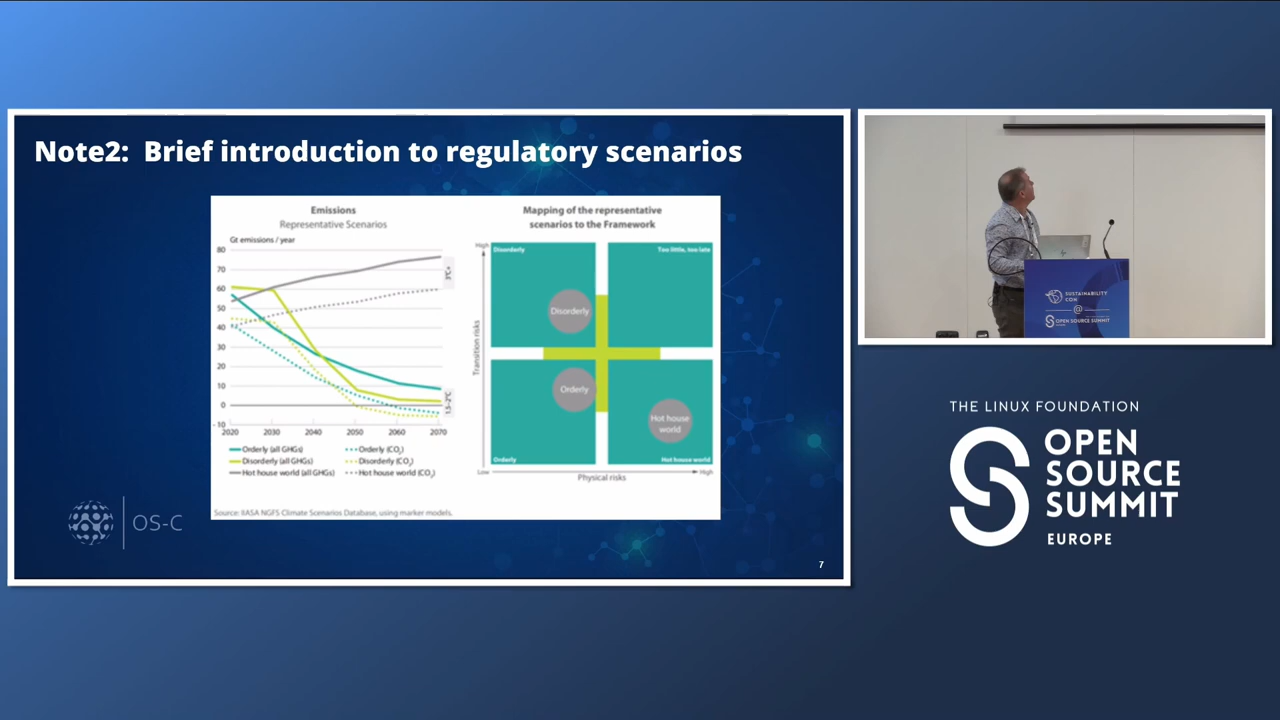 Note2: Brief introduction to regulatory scenarios
Emissions
Representative Scenarios
Gt emissions / year
80
70
60
50
40
30
20
10
0
-10
2020 2030 2040 2050 2060 2070
3°C+
1.5-2°C
Orderly (all GHGs)
Disorderly (all GHGs)
Hot house world (all GHGs)
Orderly (CO₂)
Disorderly (CO₂)
Hot house world (CO₂)
Mapping of the representative
scenarios to the Framework
High
Transition risks
Low
Disorderly
Too little, too late
Disorderly
Orderly
Hot house
world
Orderly
Hot house world
Physical risks
High
Source: IIASA NGFS Climate Scenarios Database, using marker models.
OS-C
7
SUSTAINABILITY
CON
@
OPEN SOURCE SUMMIT
THE LINUX FOUNDATION
OPEN
SOURCE
SUMMIT
EUROPE